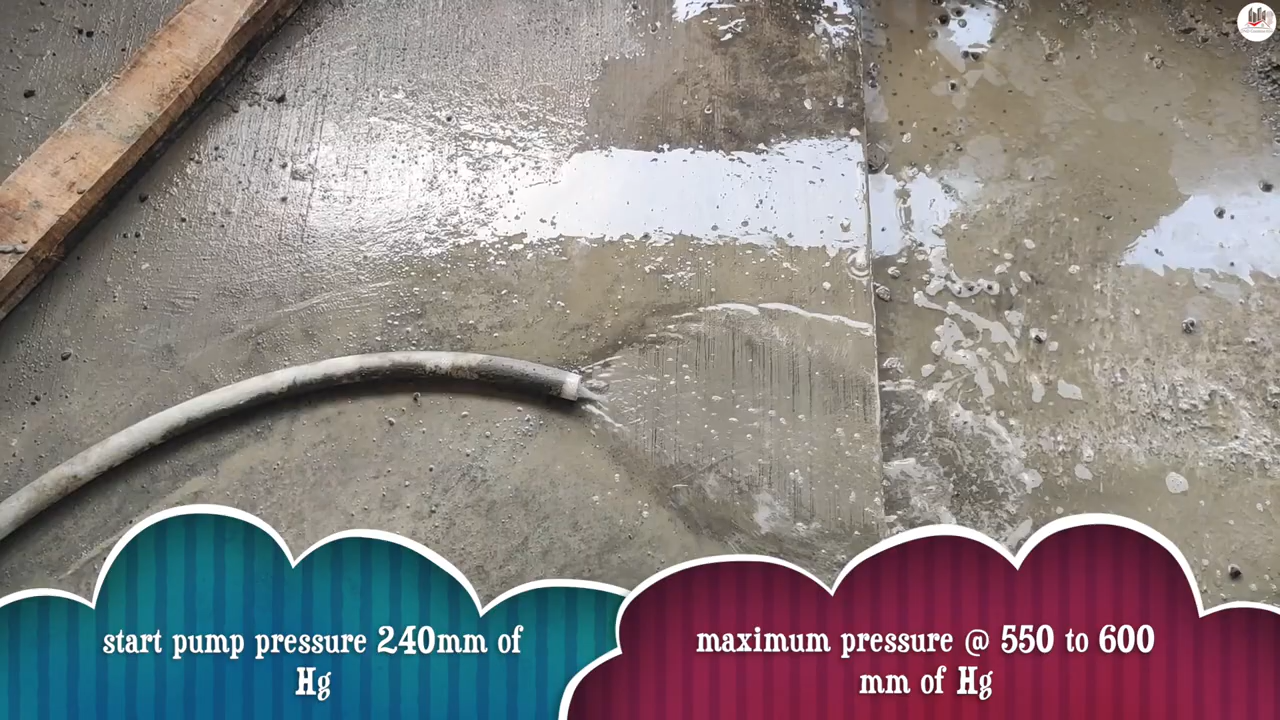 start pump pressure 240mm of
Hg
maximum pressure @ 550 to 600
mm of Hg